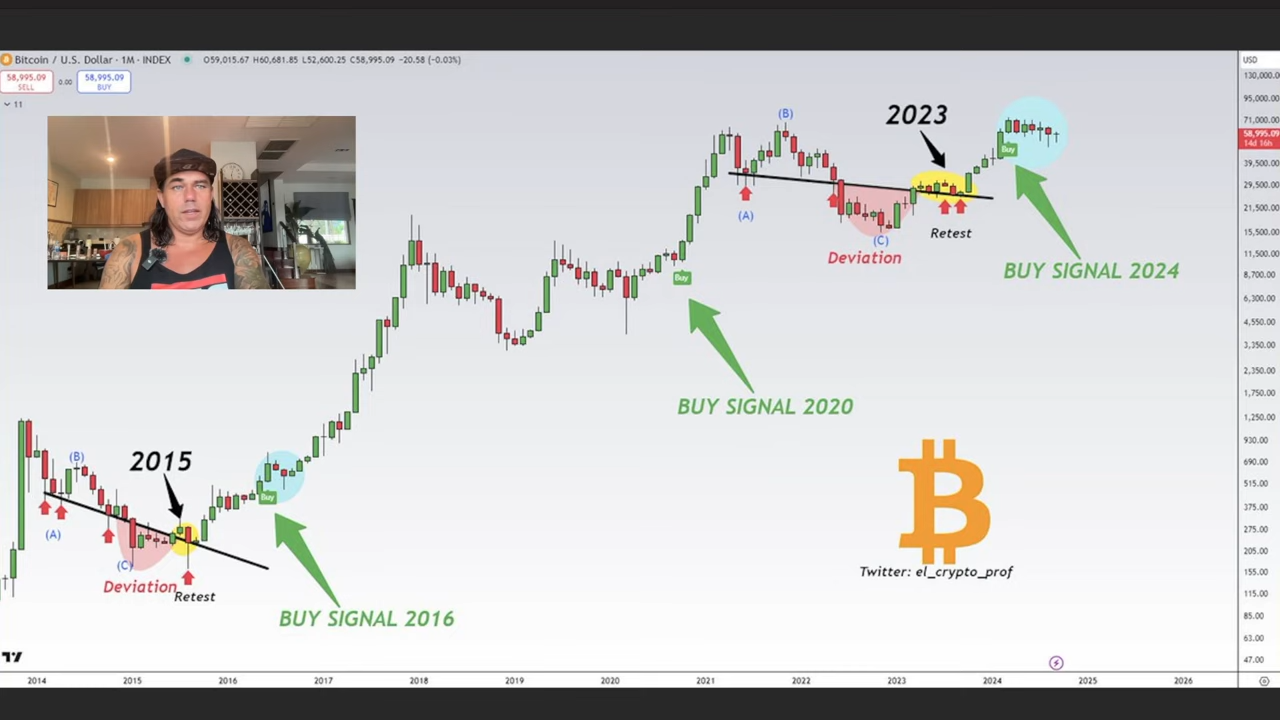 Bitcoin / U.S. Dollar · 1M · INDEX O59,015.67 H60,681.85 L52,600.25 C58,995.09 −20.58 (−0.03%)
USD
58,995.09 0.00 58,995.09
SELL BUY
11
130,000.0
95,000.00
71,000.00
58,995.09
14d 16h
39,500.00
29,500.00
21,500.00
15,500.00
11,500.00
8,700.00
6,300.00
4,550.00
3,350.00
2,350.00
1,750.00
1,250.00
930.00
690.00
515.00
375.00
275.00
205.00
155.00
115.00
85.00
63.00
47.00
(B)
2023
Buy
(A)
(C)
Retest
Deviation
BUY SIGNAL 2024
Buy
BUY SIGNAL 2020
(B)
2015
Buy
(A)
(C)
Deviation
Retest
BUY SIGNAL 2016
Twitter: el_crypto_prof
2014 2015 2016 2017 2018 2019 2020 2021 2022 2023 2024 2025 2026